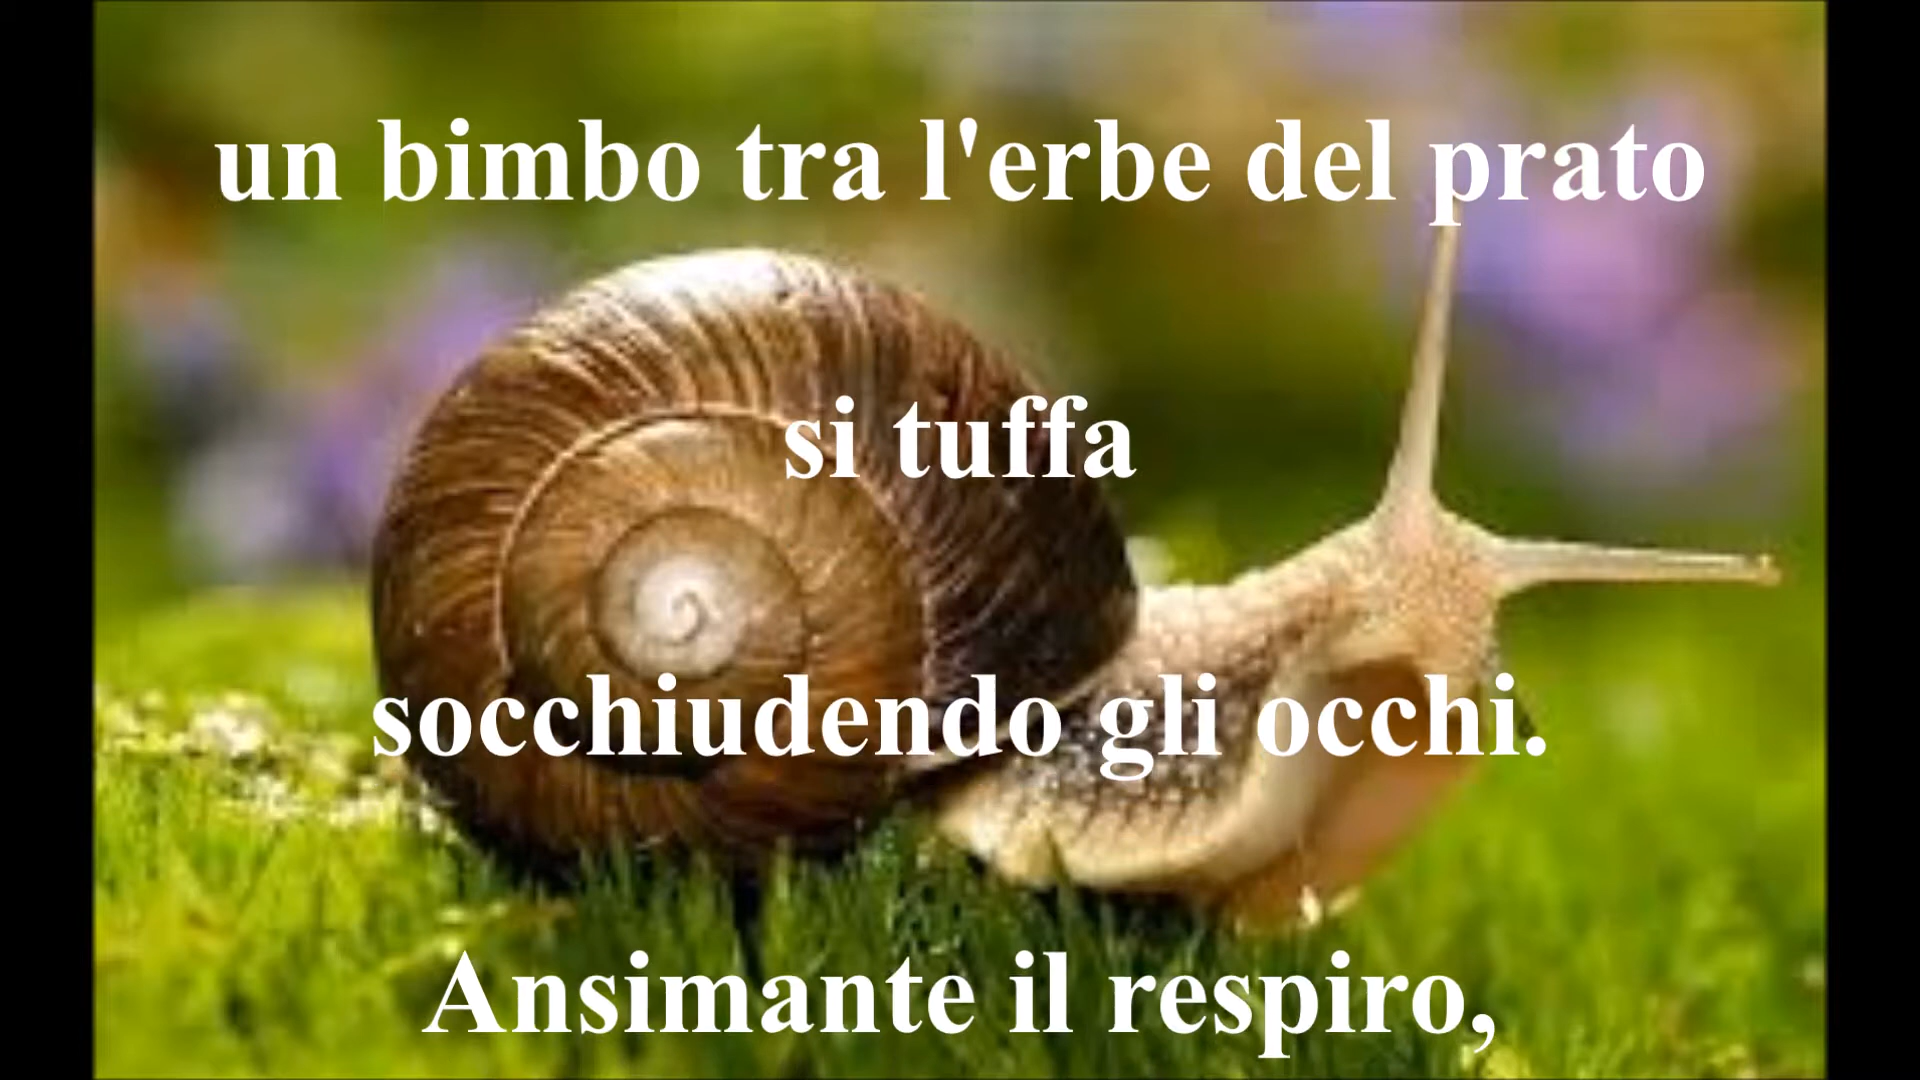 un bimbo tra l'erbe del prato
si tuffa
socchiudendo gli occhi.
Ansimante il respiro,